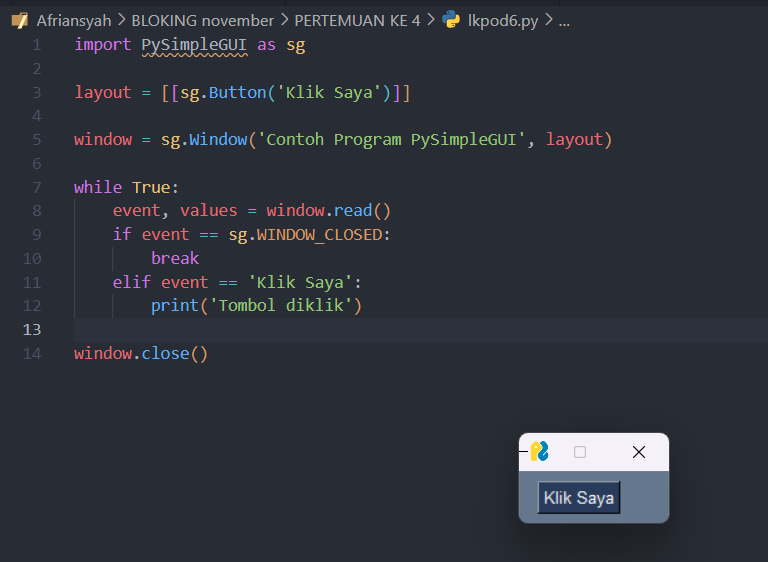 Afriansyah > BLOKING november > PERTEMUAN KE 4 > lkpod6.py > ...
1 import PySimpleGUI as sg
2
3 layout = [[sg.Button('Klik Saya')]]
4
5 window = sg.Window('Contoh Program PySimpleGUI', layout)
6
7 while True:
8     event, values = window.read()
9     if event == sg.WINDOW_CLOSED:
10         break
11     elif event == 'Klik Saya':
12         print('Tombol diklik')
13
14 window.close()
Klik Saya